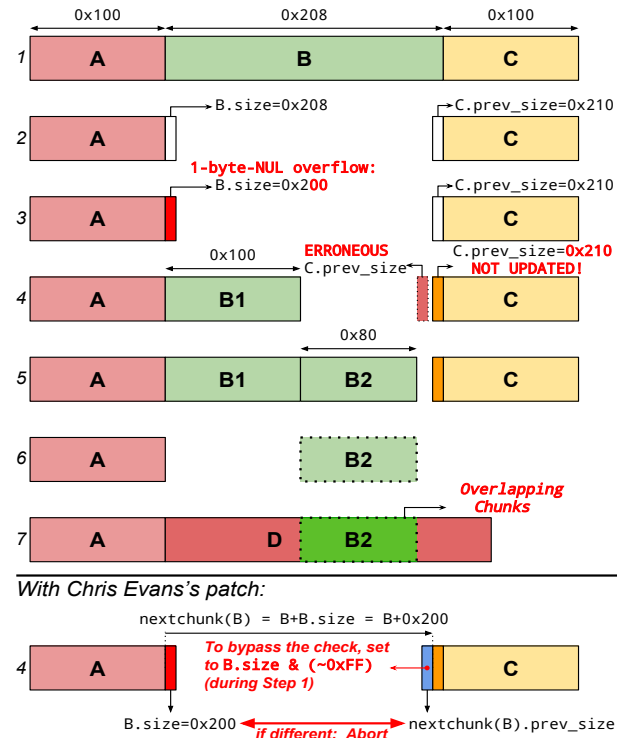 0x100 0x208 0x100
1 A B C
B.size=0x208 C.prev_size=0x210
2 A C
1-byte-NUL overflow:
B.size=0x200 C.prev_size=0x210
3 A C
0x100 ERRONEOUS C.prev_size=0x210
C.prev_size NOT UPDATED!
4 A B1 C
0x80
5 A B1 B2 C
6 A B2
Overlapping
Chunks
7 A D B2
With Chris Evans's patch:
nextchunk(B) = B+B.size = B+0x200
To bypass the check, set
4 A to B.size & (~0xFF) C
(during Step 1)
B.size=0x200 nextchunk(B).prev_size
if different: Abort